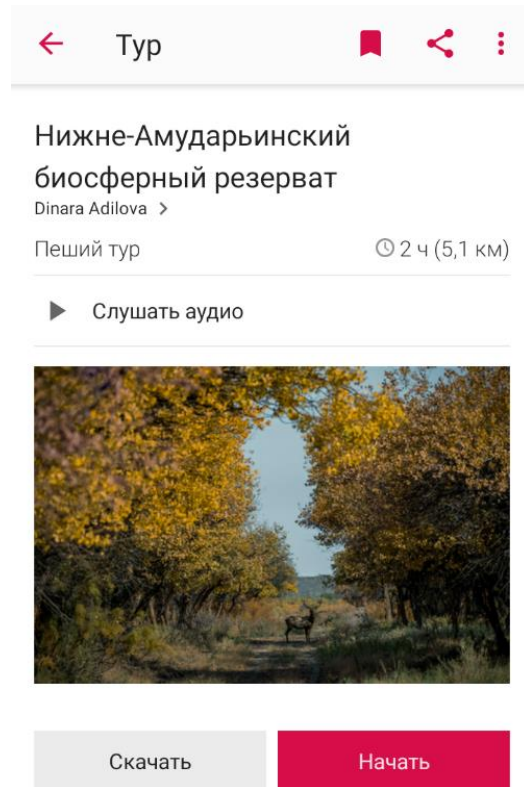 Тур
Нижне-Амударьинский
биосферный резерват
Dinara Adilova >
Пеший тур 2 ч (5,1 км)
Слушать аудио
Скачать Начать